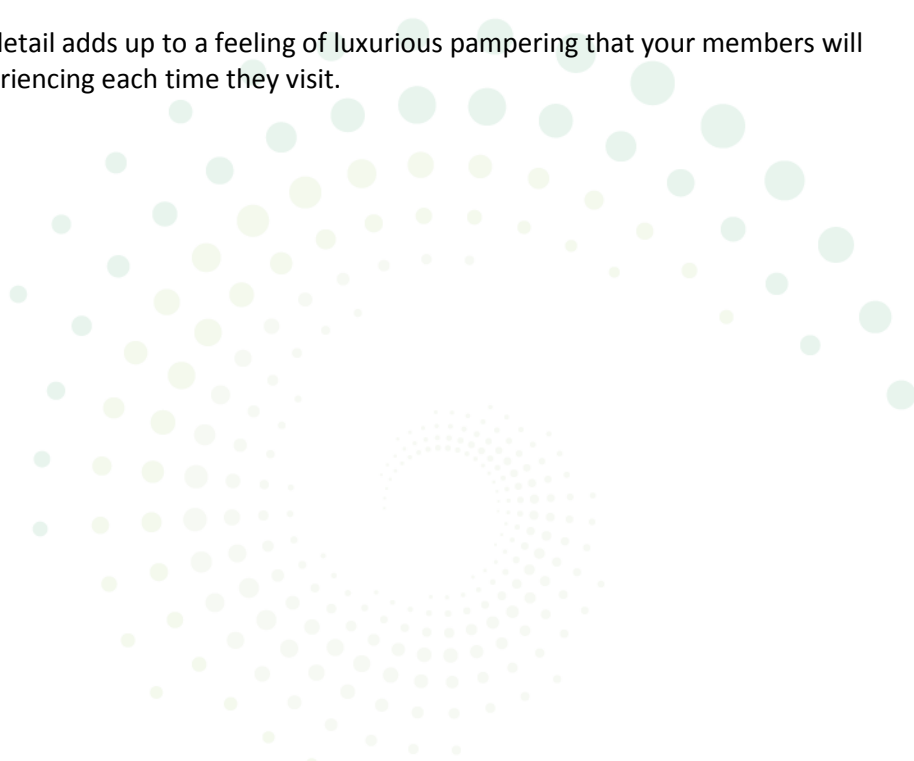 detail adds up to a feeling of luxurious pampering that your members will
riencing each time they visit.